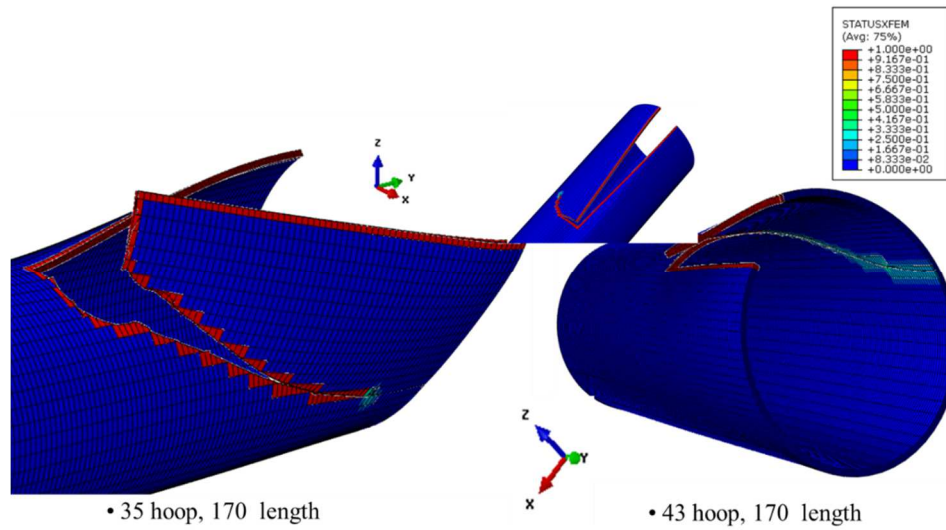 STATUSXFEM
(Avg: 75%)
+1.000e+00
+9.167e-01
+8.333e-01
+7.500e-01
+6.667e-01
+5.833e-01
+5.000e-01
+4.167e-01
+3.333e-01
+2.500e-01
+1.667e-01
+8.333e-02
+0.000e+00
Z
Y
X
Z
Y
X
• 35 hoop, 170 length
• 43 hoop, 170 length